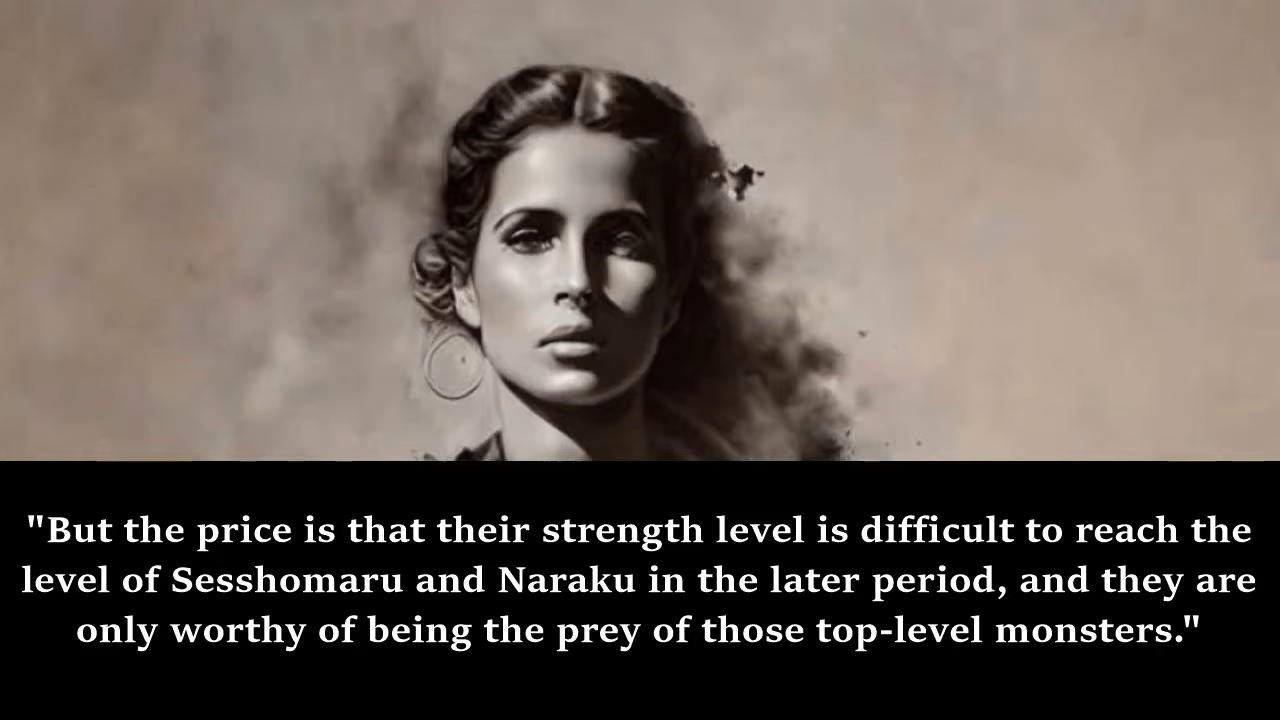 "But the price is that their strength level is difficult to reach the
level of Sesshomaru and Naraku in the later period, and they are
only worthy of being the prey of those top-level monsters."